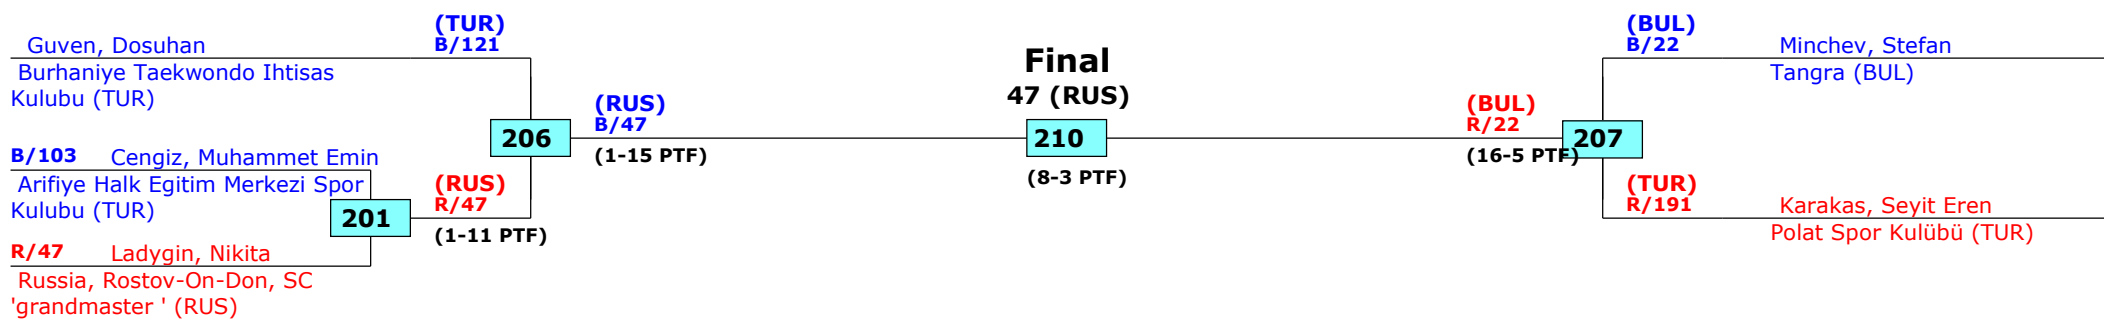 (TUR)
B/121
Guven, Dosuhan
Burhaniye Taekwondo Ihtisas
Kulubu (TUR)
B/103 Cengiz, Muhammet Emin
Arifiye Halk Egitim Merkezi Spor
Kulubu (TUR)
201
R/47 Ladygin, Nikita
Russia, Rostov-On-Don, SC
'grandmaster ' (RUS)
(RUS)
R/47
(1-11 PTF)
206
(RUS)
B/47
(1-15 PTF)
Final
47 (RUS)
210
(8-3 PTF)
(BUL)
R/22
(16-5 PTF)
207
(BUL)
B/22
Minchev, Stefan
Tangra (BUL)
(TUR)
R/191
Karakas, Seyit Eren
Polat Spor Kulübü (TUR)